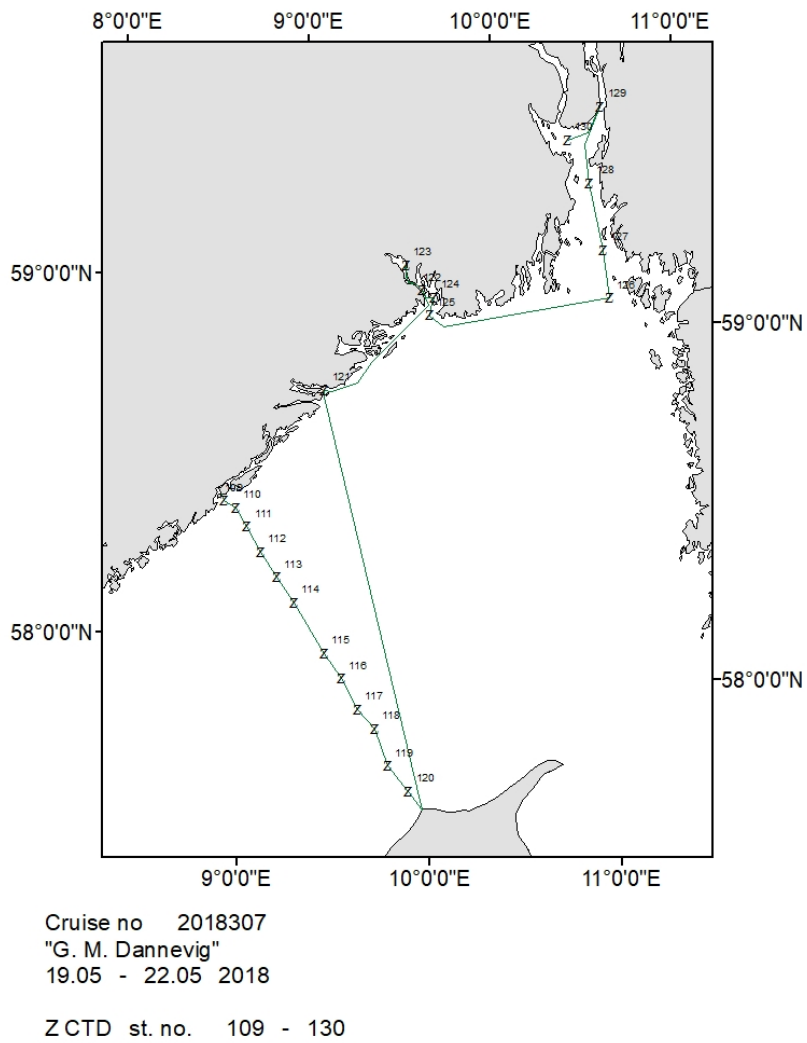 8°0'0"E 9°0'0"E 10°0'0"E 11°0'0"E
129
130
128
59°0'0"N
123
127
122
124
126
125
59°0'0"N
121
109
110
111
112
113
114
58°0'0"N
115
116
58°0'0"N
117
118
119
120
9°0'0"E 10°0'0"E 11°0'0"E
Cruise no 2018307
"G. M. Dannevig"
19.05 - 22.05 2018
Z CTD st. no. 109 - 130